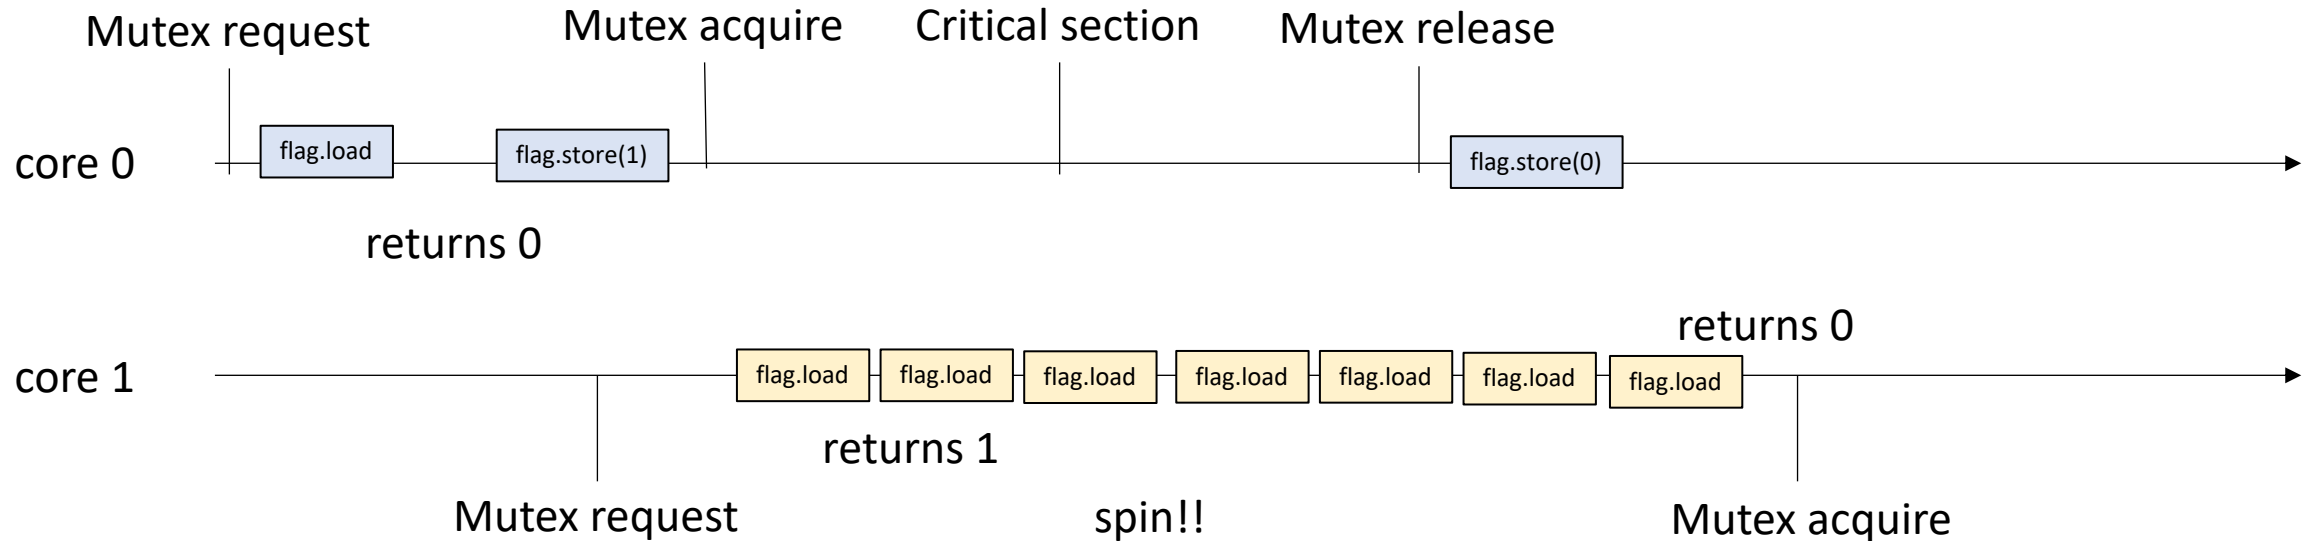 Mutex request
Mutex acquire
Critical section
Mutex release
core 0
flag.load
flag.store(1)
flag.store(0)
returns 0
returns 0
core 1
flag.load
flag.load
flag.load
flag.load
flag.load
flag.load
flag.load
returns 1
Mutex request
spin!!
Mutex acquire